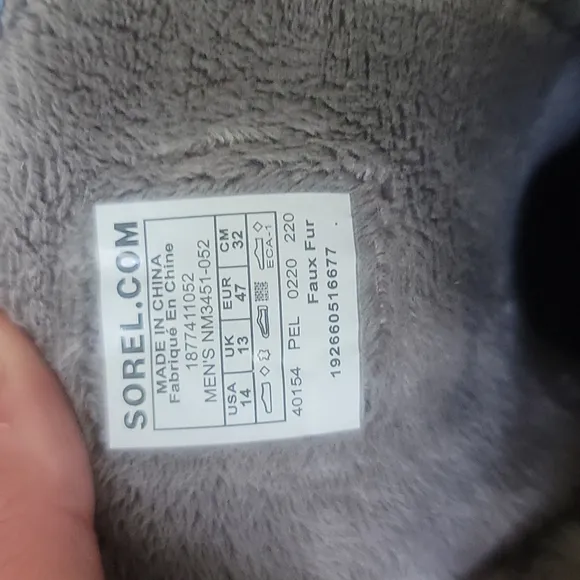 SOREL.COM
MADE IN CHINA
Fabriqué En Chine
1877411052
MEN'S NM3451-052
USA UK EUR CM
14 13 47 32
ECA-1
40154 PEL 0220 220
Faux Fur
192660516677